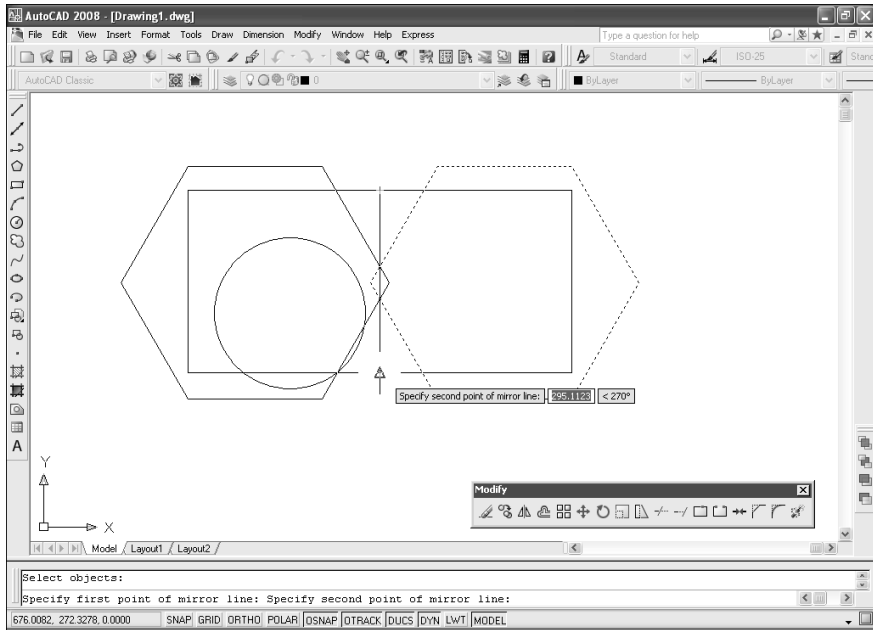 AutoCAD 2008 - [Drawing1.dwg]
File Edit View Insert Format Tools Draw Dimension Modify Window Help Express Type a question for help
Standard ISO-25 Stand
AutoCAD Classic 0 ByLayer ByLayer
A
Specify second point of mirror line: 295.1123 < 270°
Y
X
Modify
Model Layout1 Layout2
Select objects:
Specify first point of mirror line: Specify second point of mirror line:
676.0082, 272.3278, 0.0000 SNAP GRID ORTHO POLAR OSNAP OTRACK DUCS DYN LWT MODEL